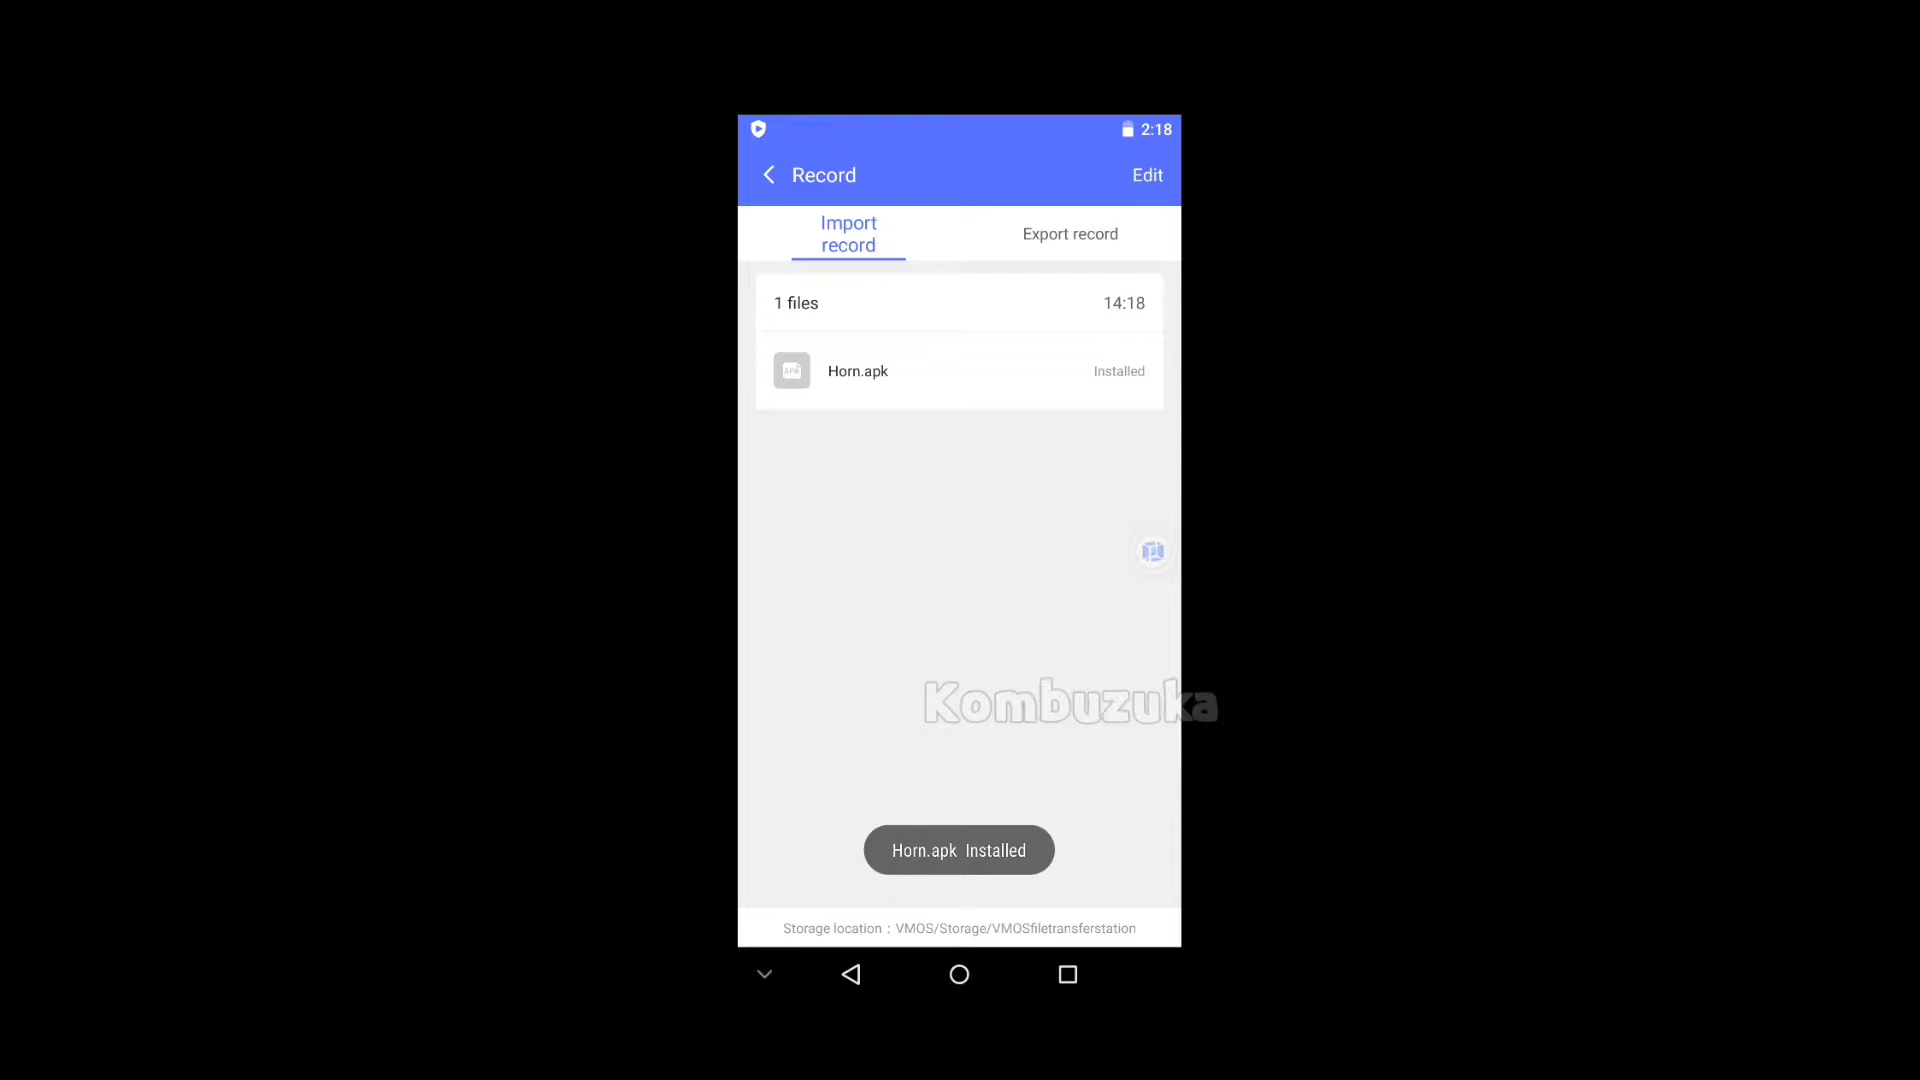 2:18
Record
Edit
Import
record
Export record
1 files
14:18
APK
Horn.apk
Installed
Kombuzuka
Horn.apk Installed
Storage location：VMOS/Storage/VMOSfiletransferstation